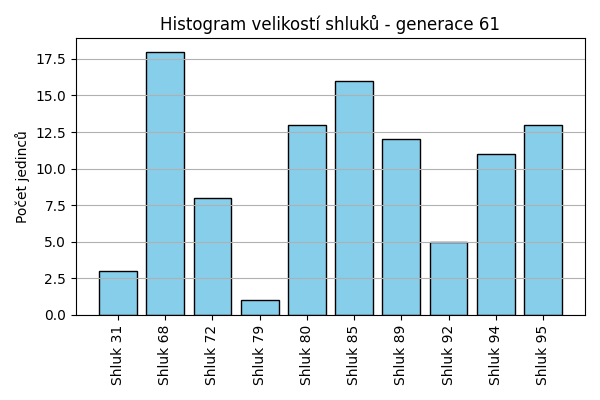 Histogram velikostí shluků - generace 61
Počet jedinců
17.5
15.0
12.5
10.0
7.5
5.0
2.5
0.0
Shluk 31
Shluk 68
Shluk 72
Shluk 79
Shluk 80
Shluk 85
Shluk 89
Shluk 92
Shluk 94
Shluk 95